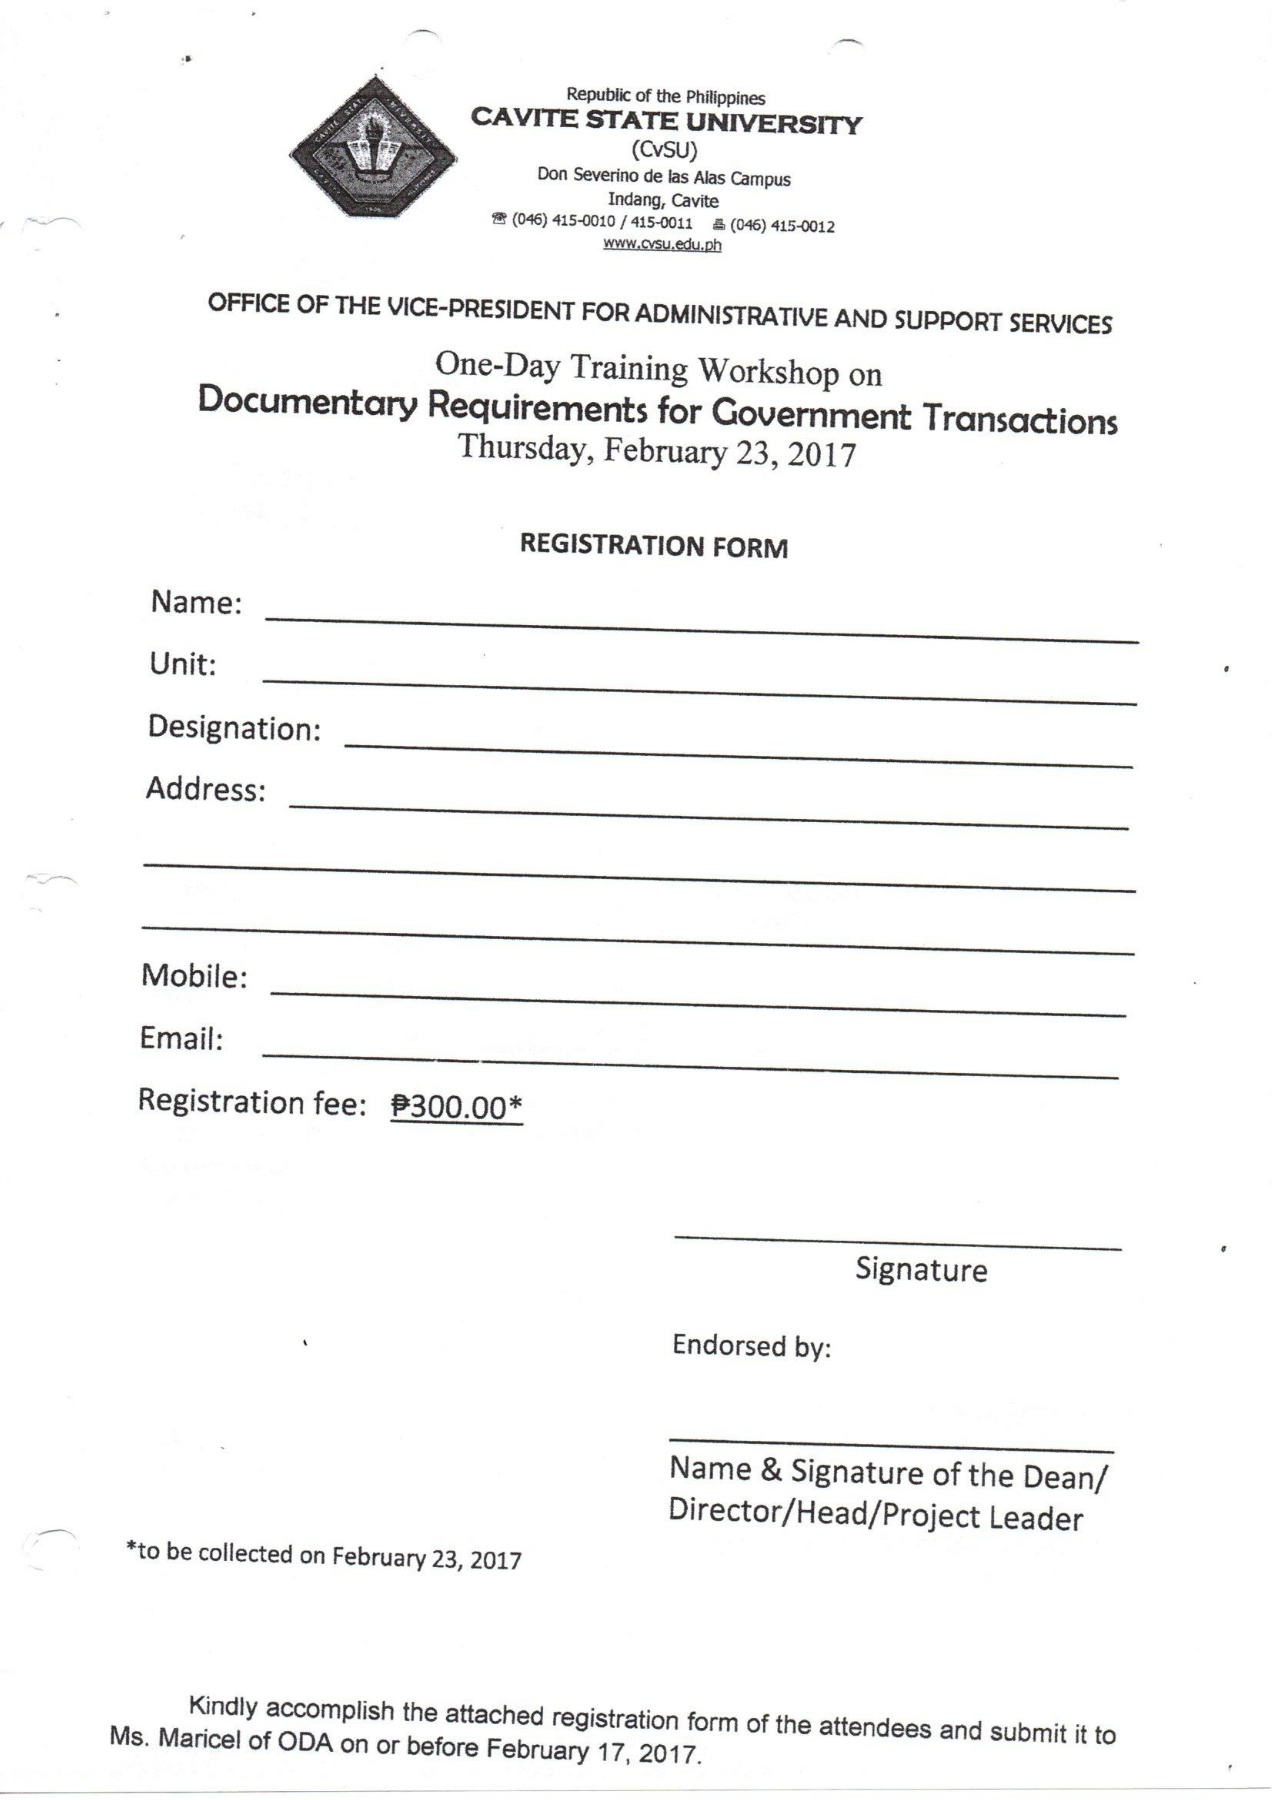 Republic of the Philippines
CAVITE STATE UNIVERSITY
(CvSU)
Don Severino de las Alas Campus
Indang, Cavite
☎ (046) 415-0010 / 415-0011 (046) 415-0012
www.cvsu.edu.ph
OFFICE OF THE VICE-PRESIDENT FOR ADMINISTRATIVE AND SUPPORT SERVICES
One-Day Training Workshop on
Documentary Requirements for Government Transactions
Thursday, February 23, 2017
REGISTRATION FORM
Name:
Unit:
Designation:
Address:
Mobile:
Email:
Registration fee: ₱300.00*
Signature
Endorsed by:
Name & Signature of the Dean/
Director/Head/Project Leader
*to be collected on February 23, 2017
Kindly accomplish the attached registration form of the attendees and submit it to
Ms. Maricel of ODA on or before February 17, 2017.